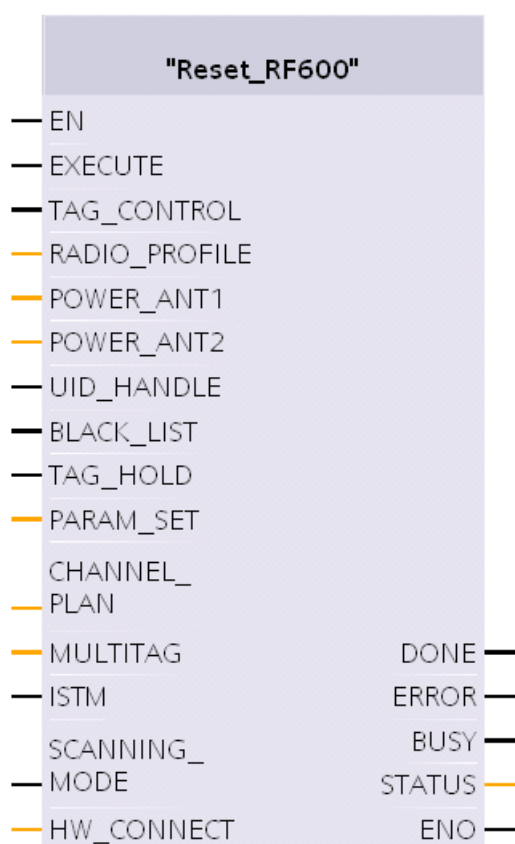 "Reset_RF600"
EN
EXECUTE
TAG_CONTROL
RADIO_PROFILE
POWER_ANT1
POWER_ANT2
UID_HANDLE
BLACK_LIST
TAG_HOLD
PARAM_SET
CHANNEL_
PLAN
MULTITAG
DONE
ISTM
ERROR
SCANNING_
BUSY
MODE
STATUS
HW_CONNECT
ENO